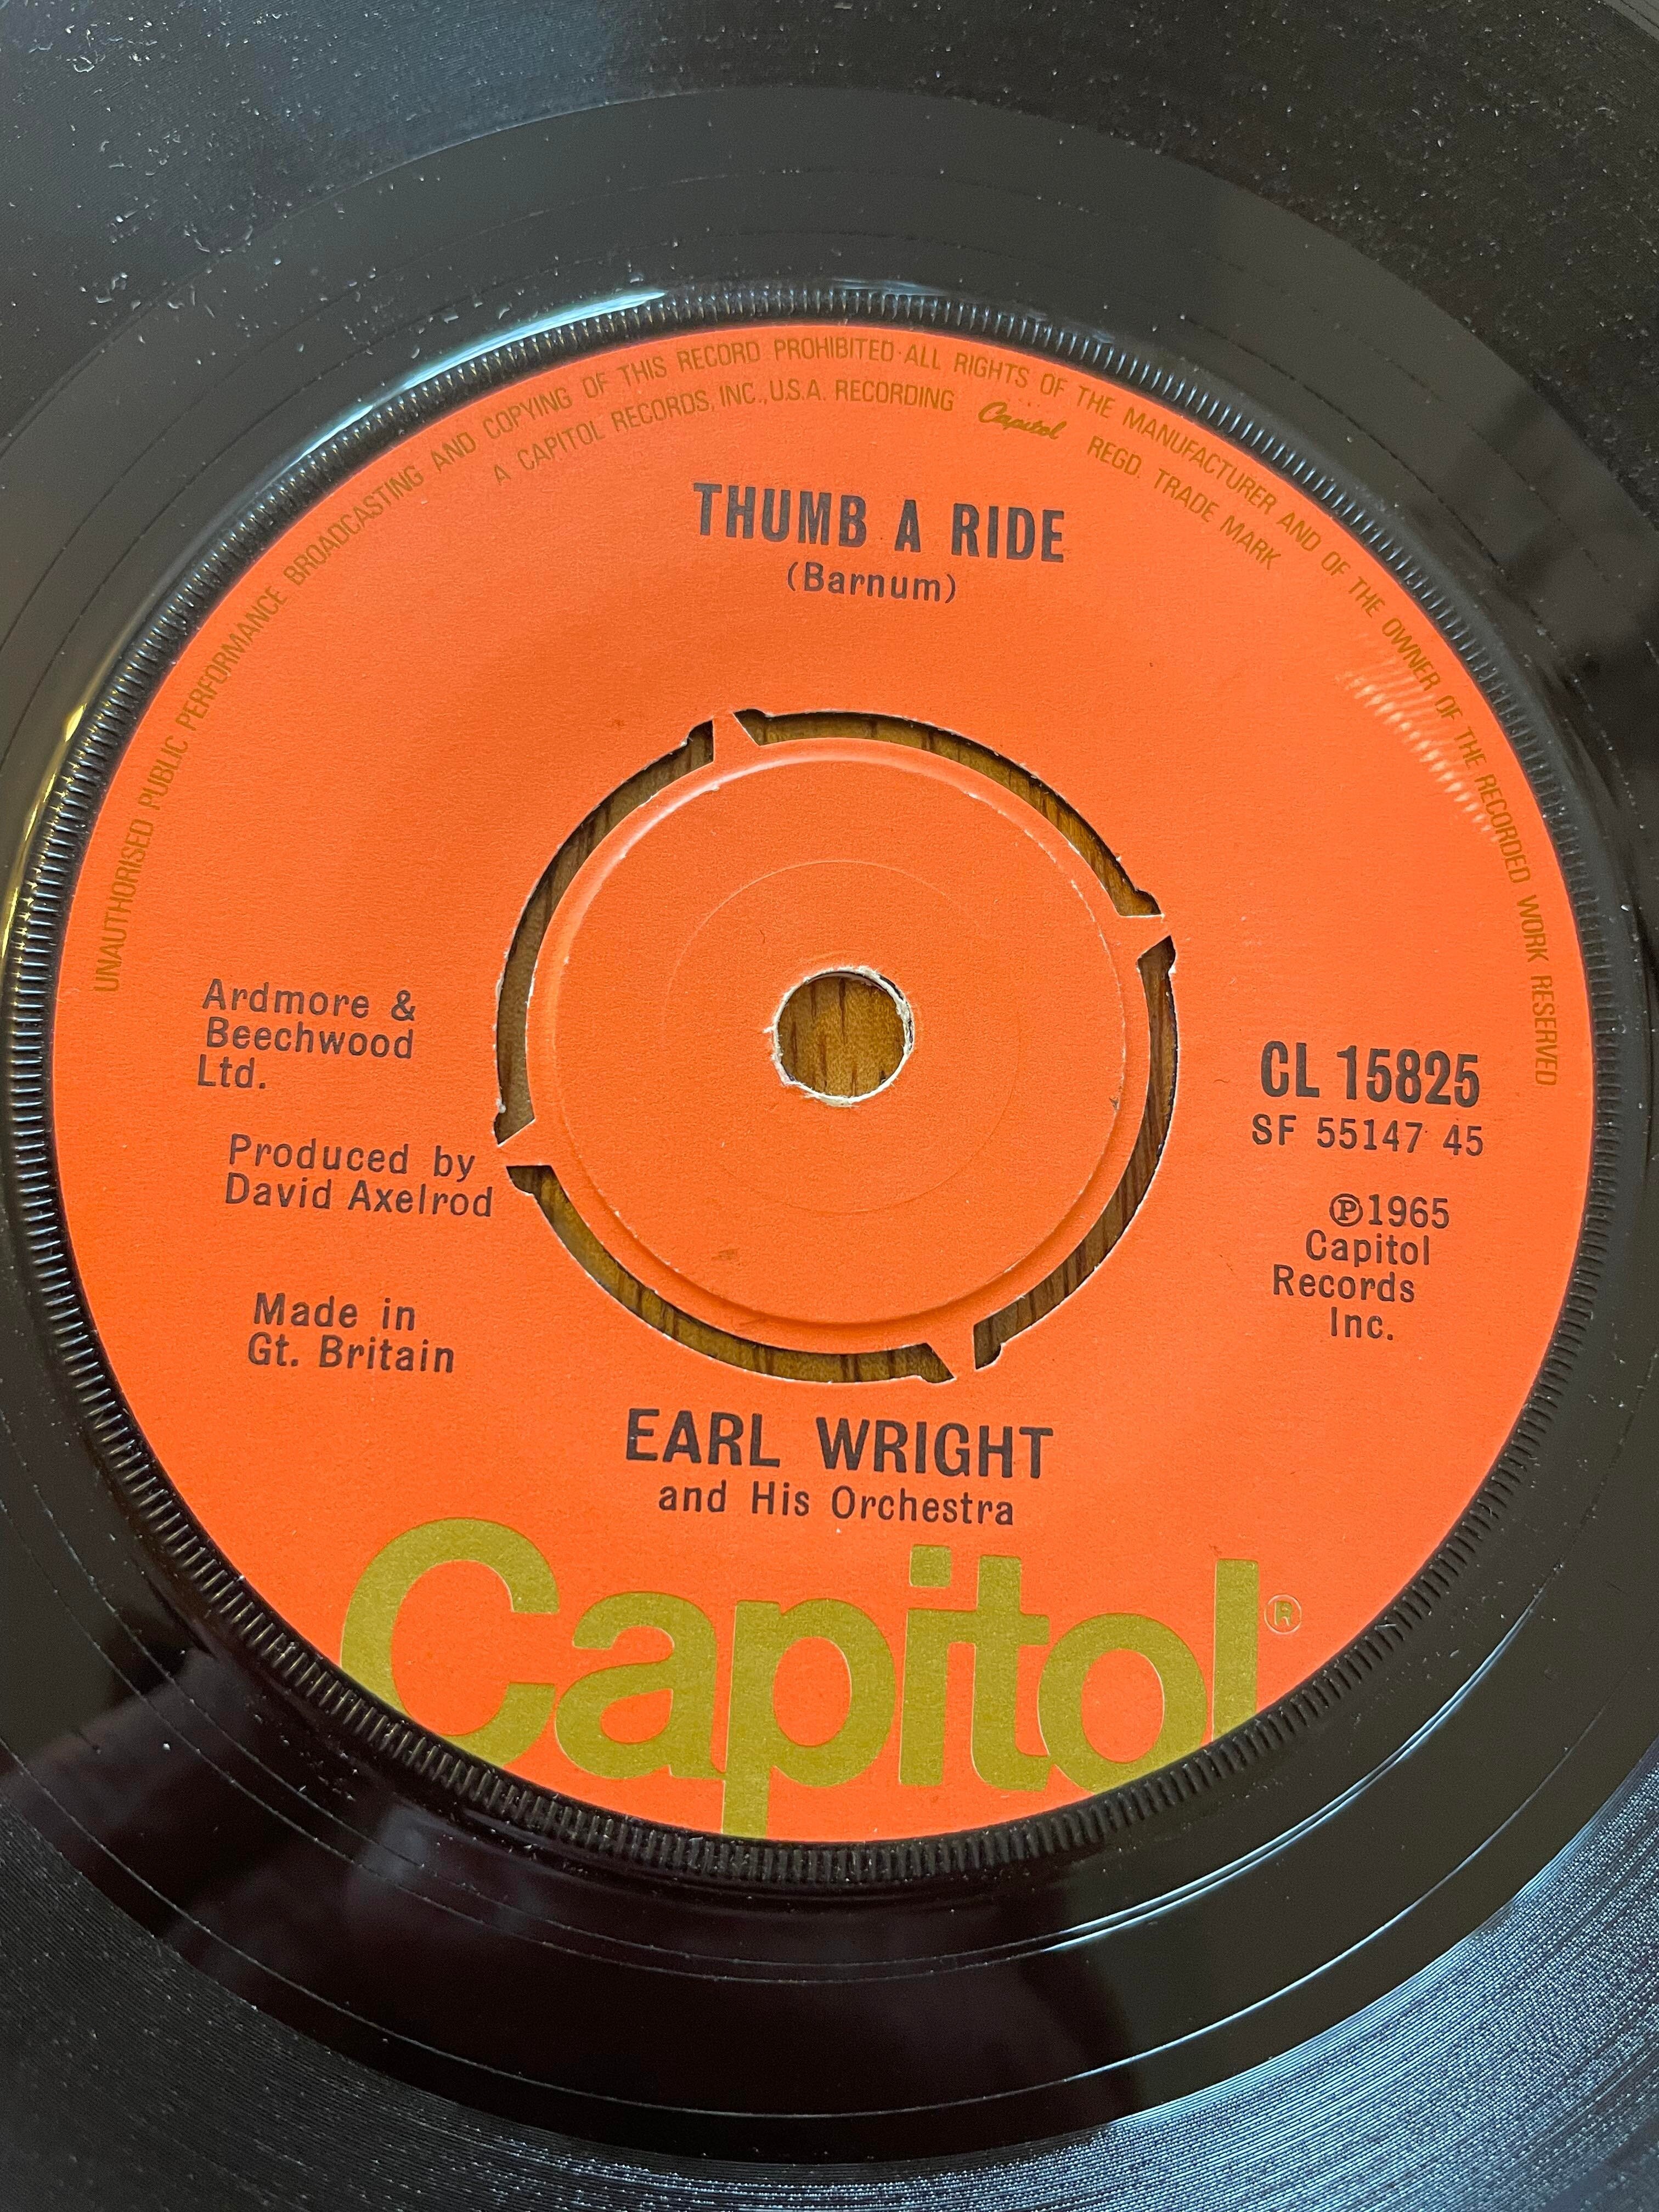 UNAUTHORISED PUBLIC PERFORMANCE BROADCASTING AND COPYING OF THIS RECORD PROHIBITED·ALL RIGHTS OF THE MANUFACTURER AND OF THE OWNER OF THE RECORDED WORK RESERVED
A CAPITOL RECORDS, INC., U.S.A. RECORDING Capitol REGD. TRADE MARK
THUMB A RIDE
(Barnum)
Ardmore &
Beechwood
Ltd.
Produced by
David Axelrod
Made in
Gt. Britain
CL 15825
SF 55147 45
℗1965
Capitol
Records
Inc.
EARL WRIGHT
and His Orchestra
Capitol®